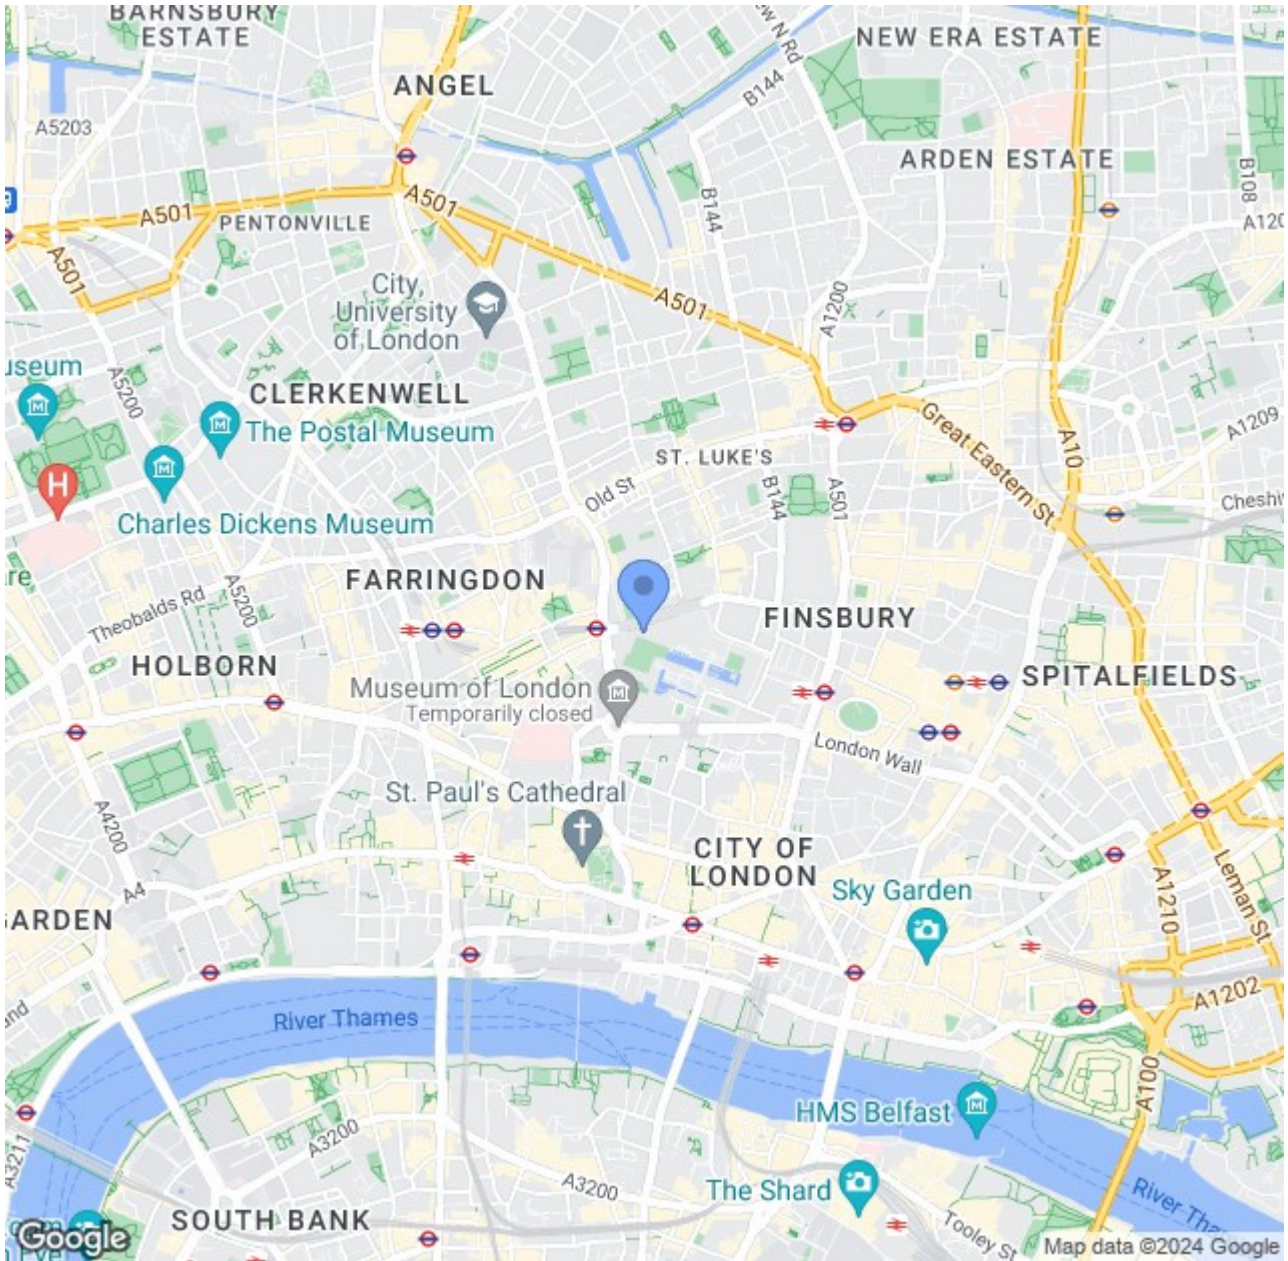 BARNSBURY
ESTATE
NEW ERA ESTATE
New N Rd
ANGEL
B144
A5203
ARDEN ESTATE
B108
B144
A501
A501
PENTONVILLE
A501
City,
University
of London
A501
A1200
A5200
CLERKENWELL
The Postal Museum
Great Eastern St
A10
A1209
ST. LUKE'S
Old St
B144
A501
Charles Dickens Museum
H
FARRINGDON
Theobalds Rd
A5200
FINSBURY
HOLBORN
SPITALFIELDS
Museum of London
Temporarily closed
London Wall
St. Paul's Cathedral
A4200
CITY OF
LONDON
A4
Sky Garden
A1210
Leman St
GARDEN
River Thames
A1202
A100
HMS Belfast
A3211
A3200
A3200
The Shard
River Tha
SOUTH BANK
Tooley St
Google
Map data ©2024 Google